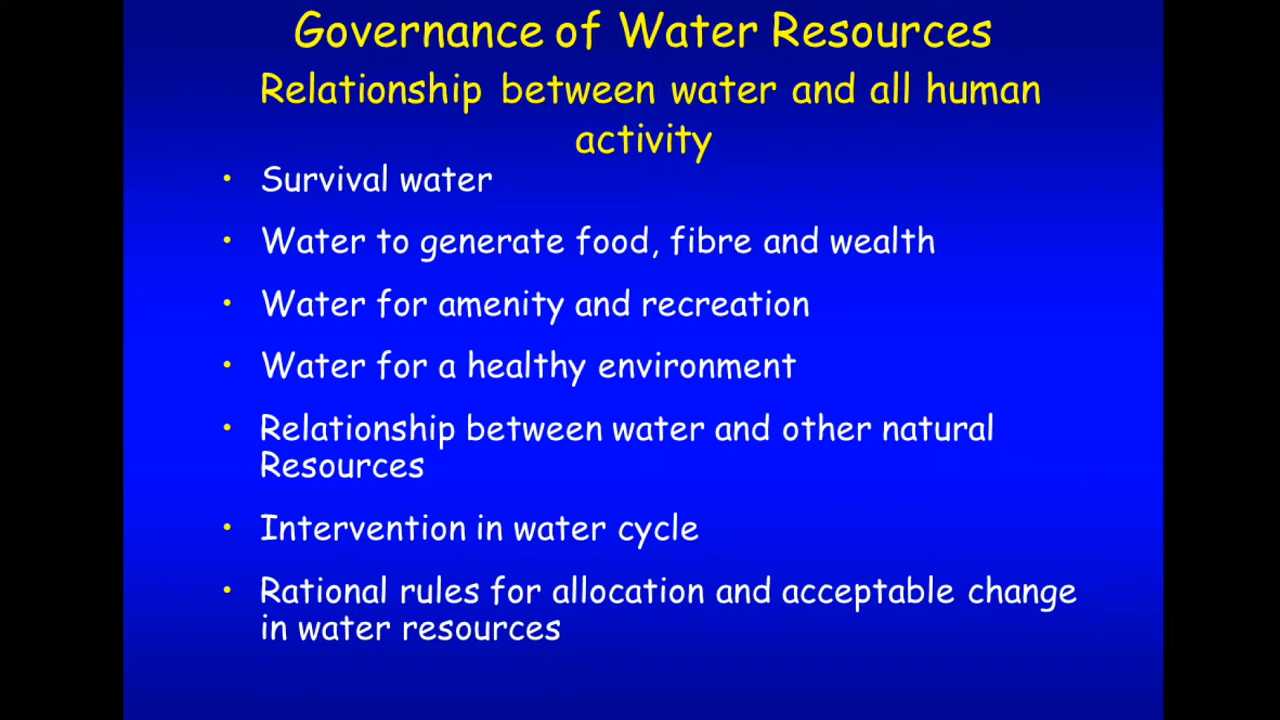 Governance of Water Resources
Relationship between water and all human
activity
• Survival water
• Water to generate food, fibre and wealth
• Water for amenity and recreation
• Water for a healthy environment
• Relationship between water and other natural
Resources
• Intervention in water cycle
• Rational rules for allocation and acceptable change
in water resources